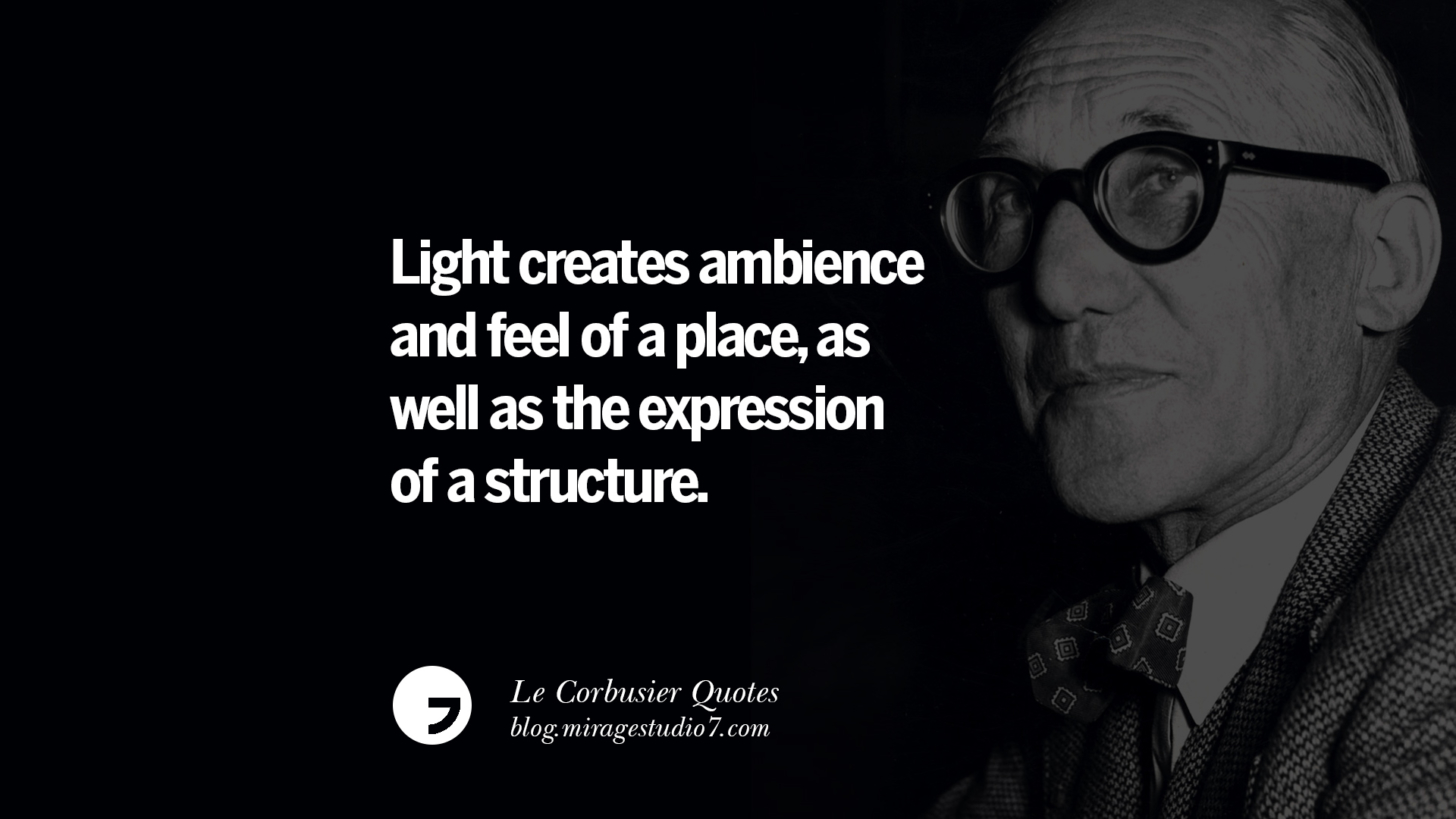 Light creates ambience
and feel of a place, as
well as the expression
of a structure.
Le Corbusier Quotes
blog.miragestudio7.com